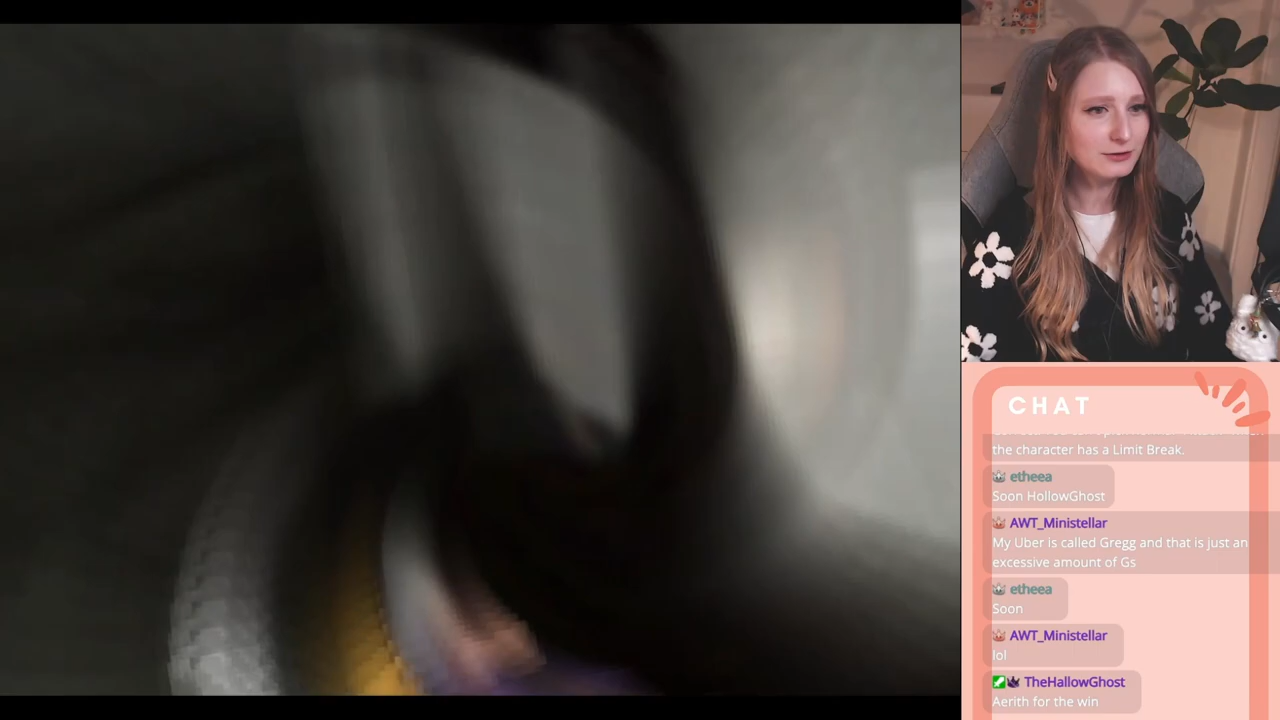 CHAT
the character has a Limit Break.
etheea
Soon HollowGhost
AWT_Ministellar
My Uber is called Gregg and that is just an
excessive amount of Gs
etheea
Soon
AWT_Ministellar
lol
TheHallowGhost
Aerith for the win